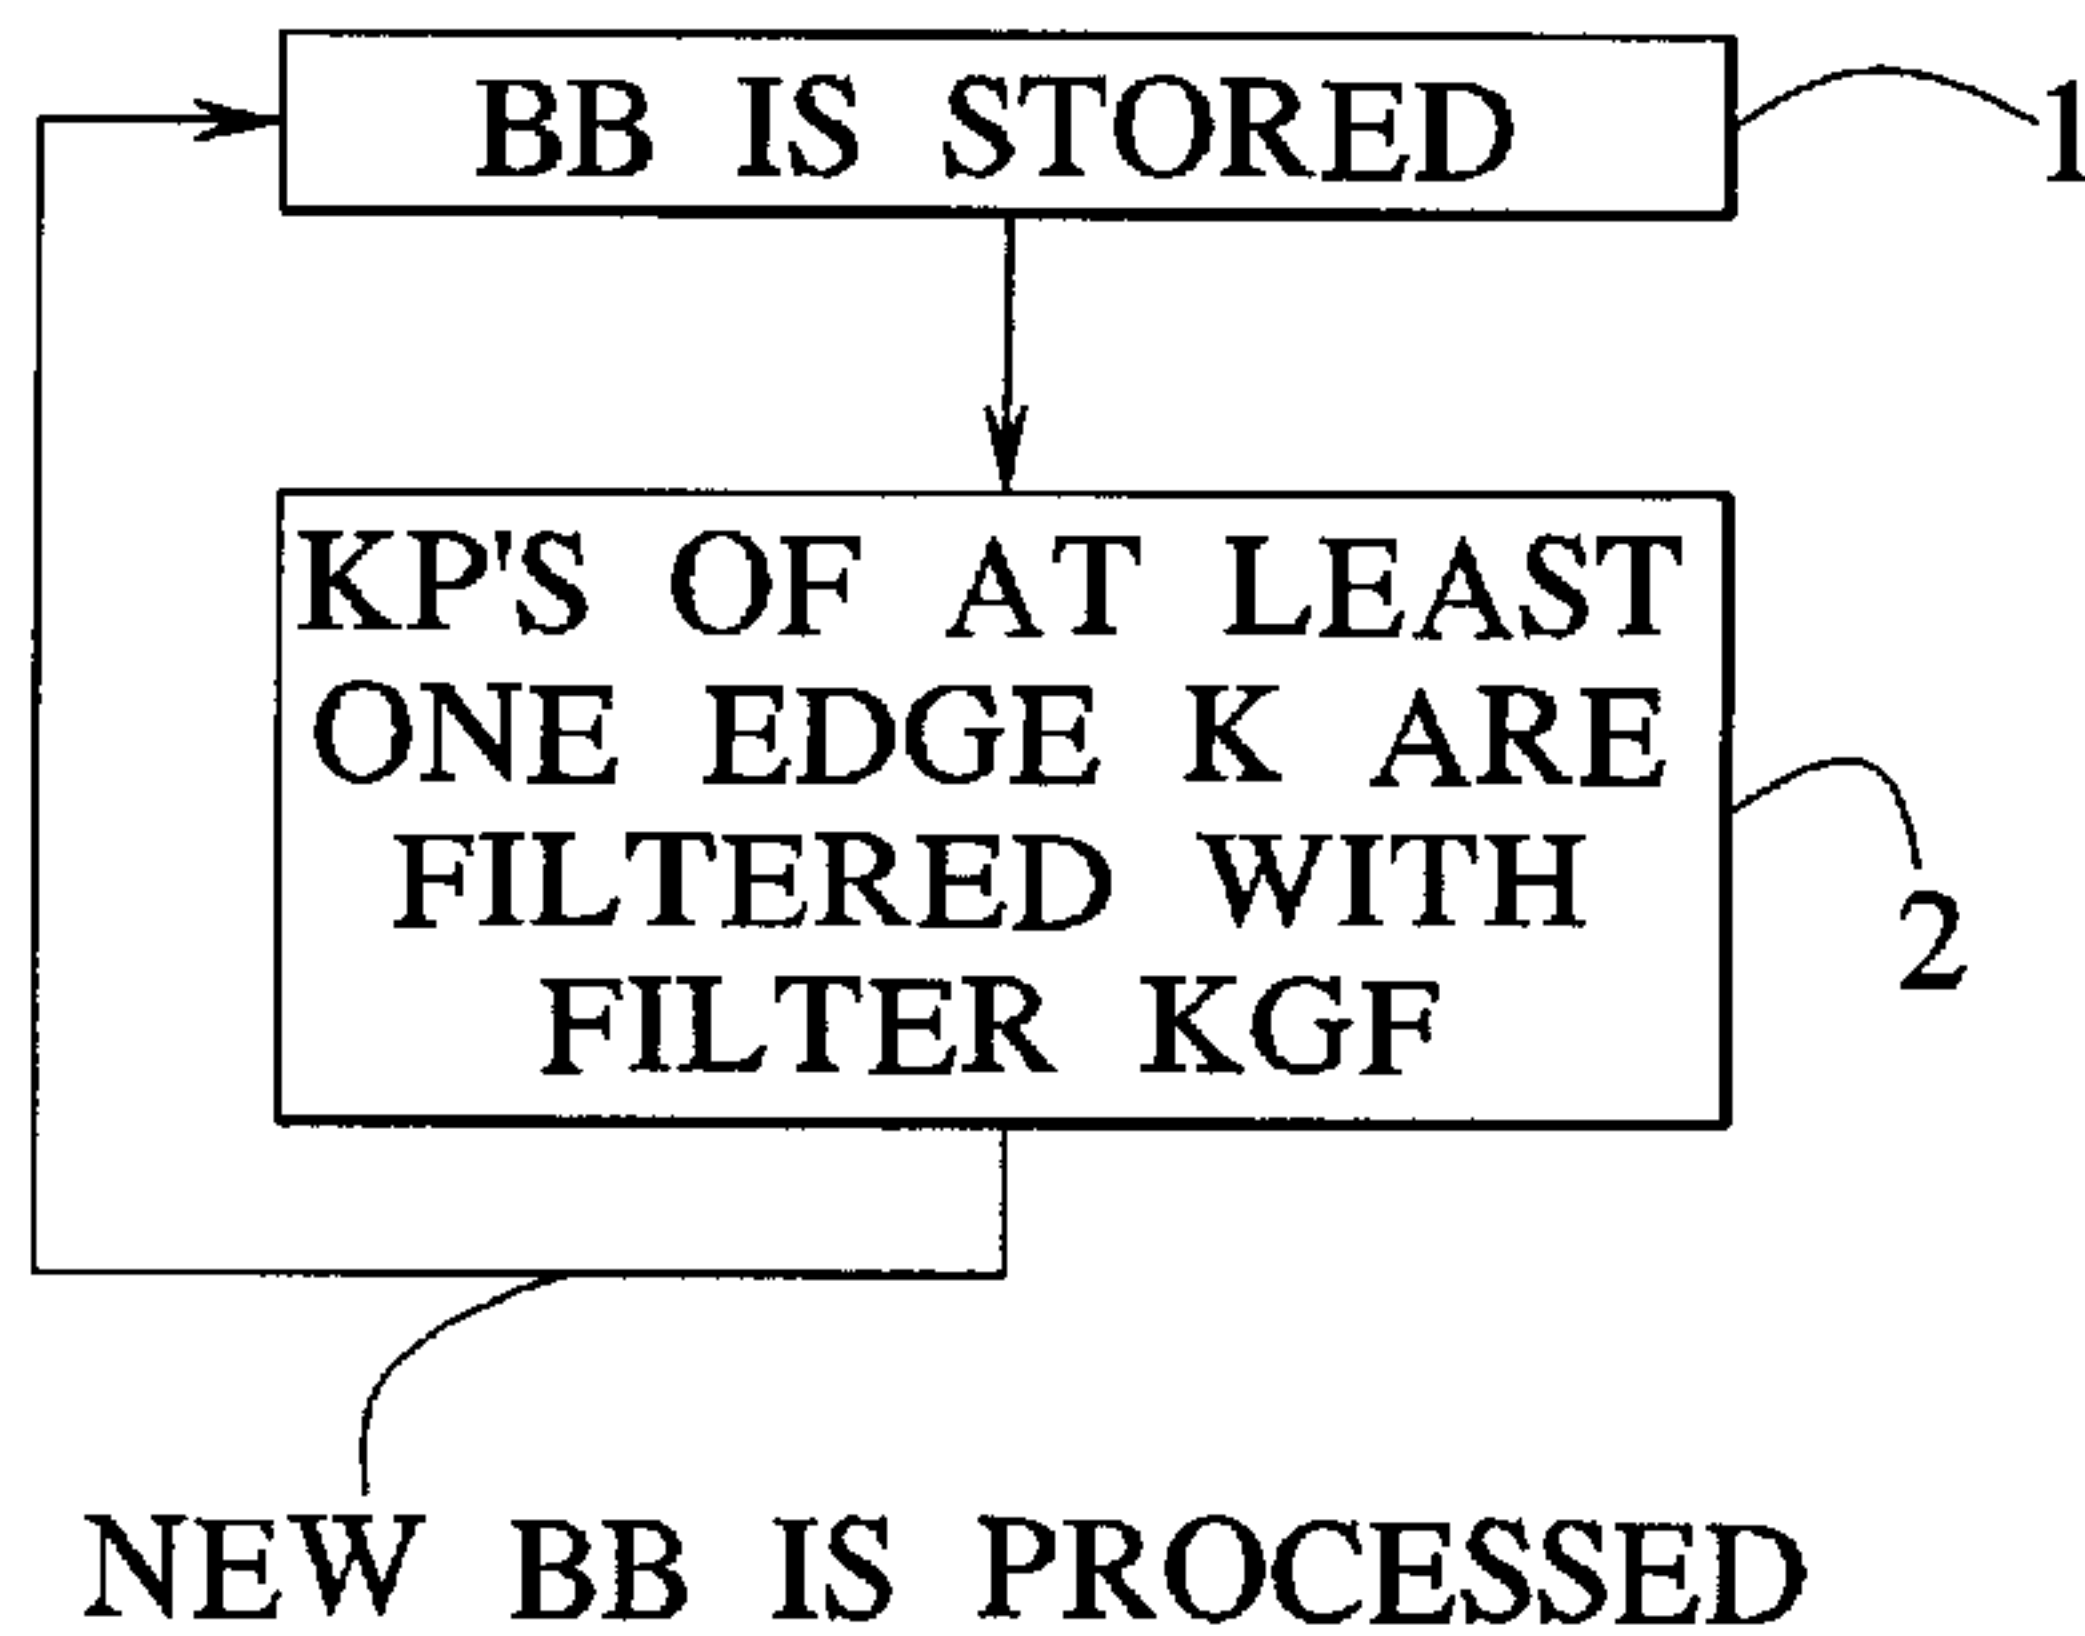 BB IS STORED
1
KP'S OF AT LEAST
ONE EDGE K ARE
FILTERED WITH
FILTER KGF
2
NEW BB IS PROCESSED